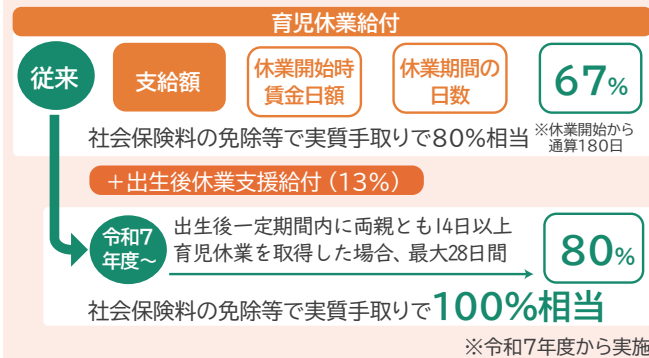 育児休業給付
従来
支給額
休業開始時
賃金日額
休業期間の
日数
67%
社会保険料の免除等で実質手取りで80%相当
※休業開始から
通算180日
+出生後休業支援給付(13%)
令和7
年度~
出生後一定期間内に両親とも14日以上
育児休業を取得した場合、最大28日間
80%
社会保険料の免除等で実質手取りで100%相当
※令和7年度から実施